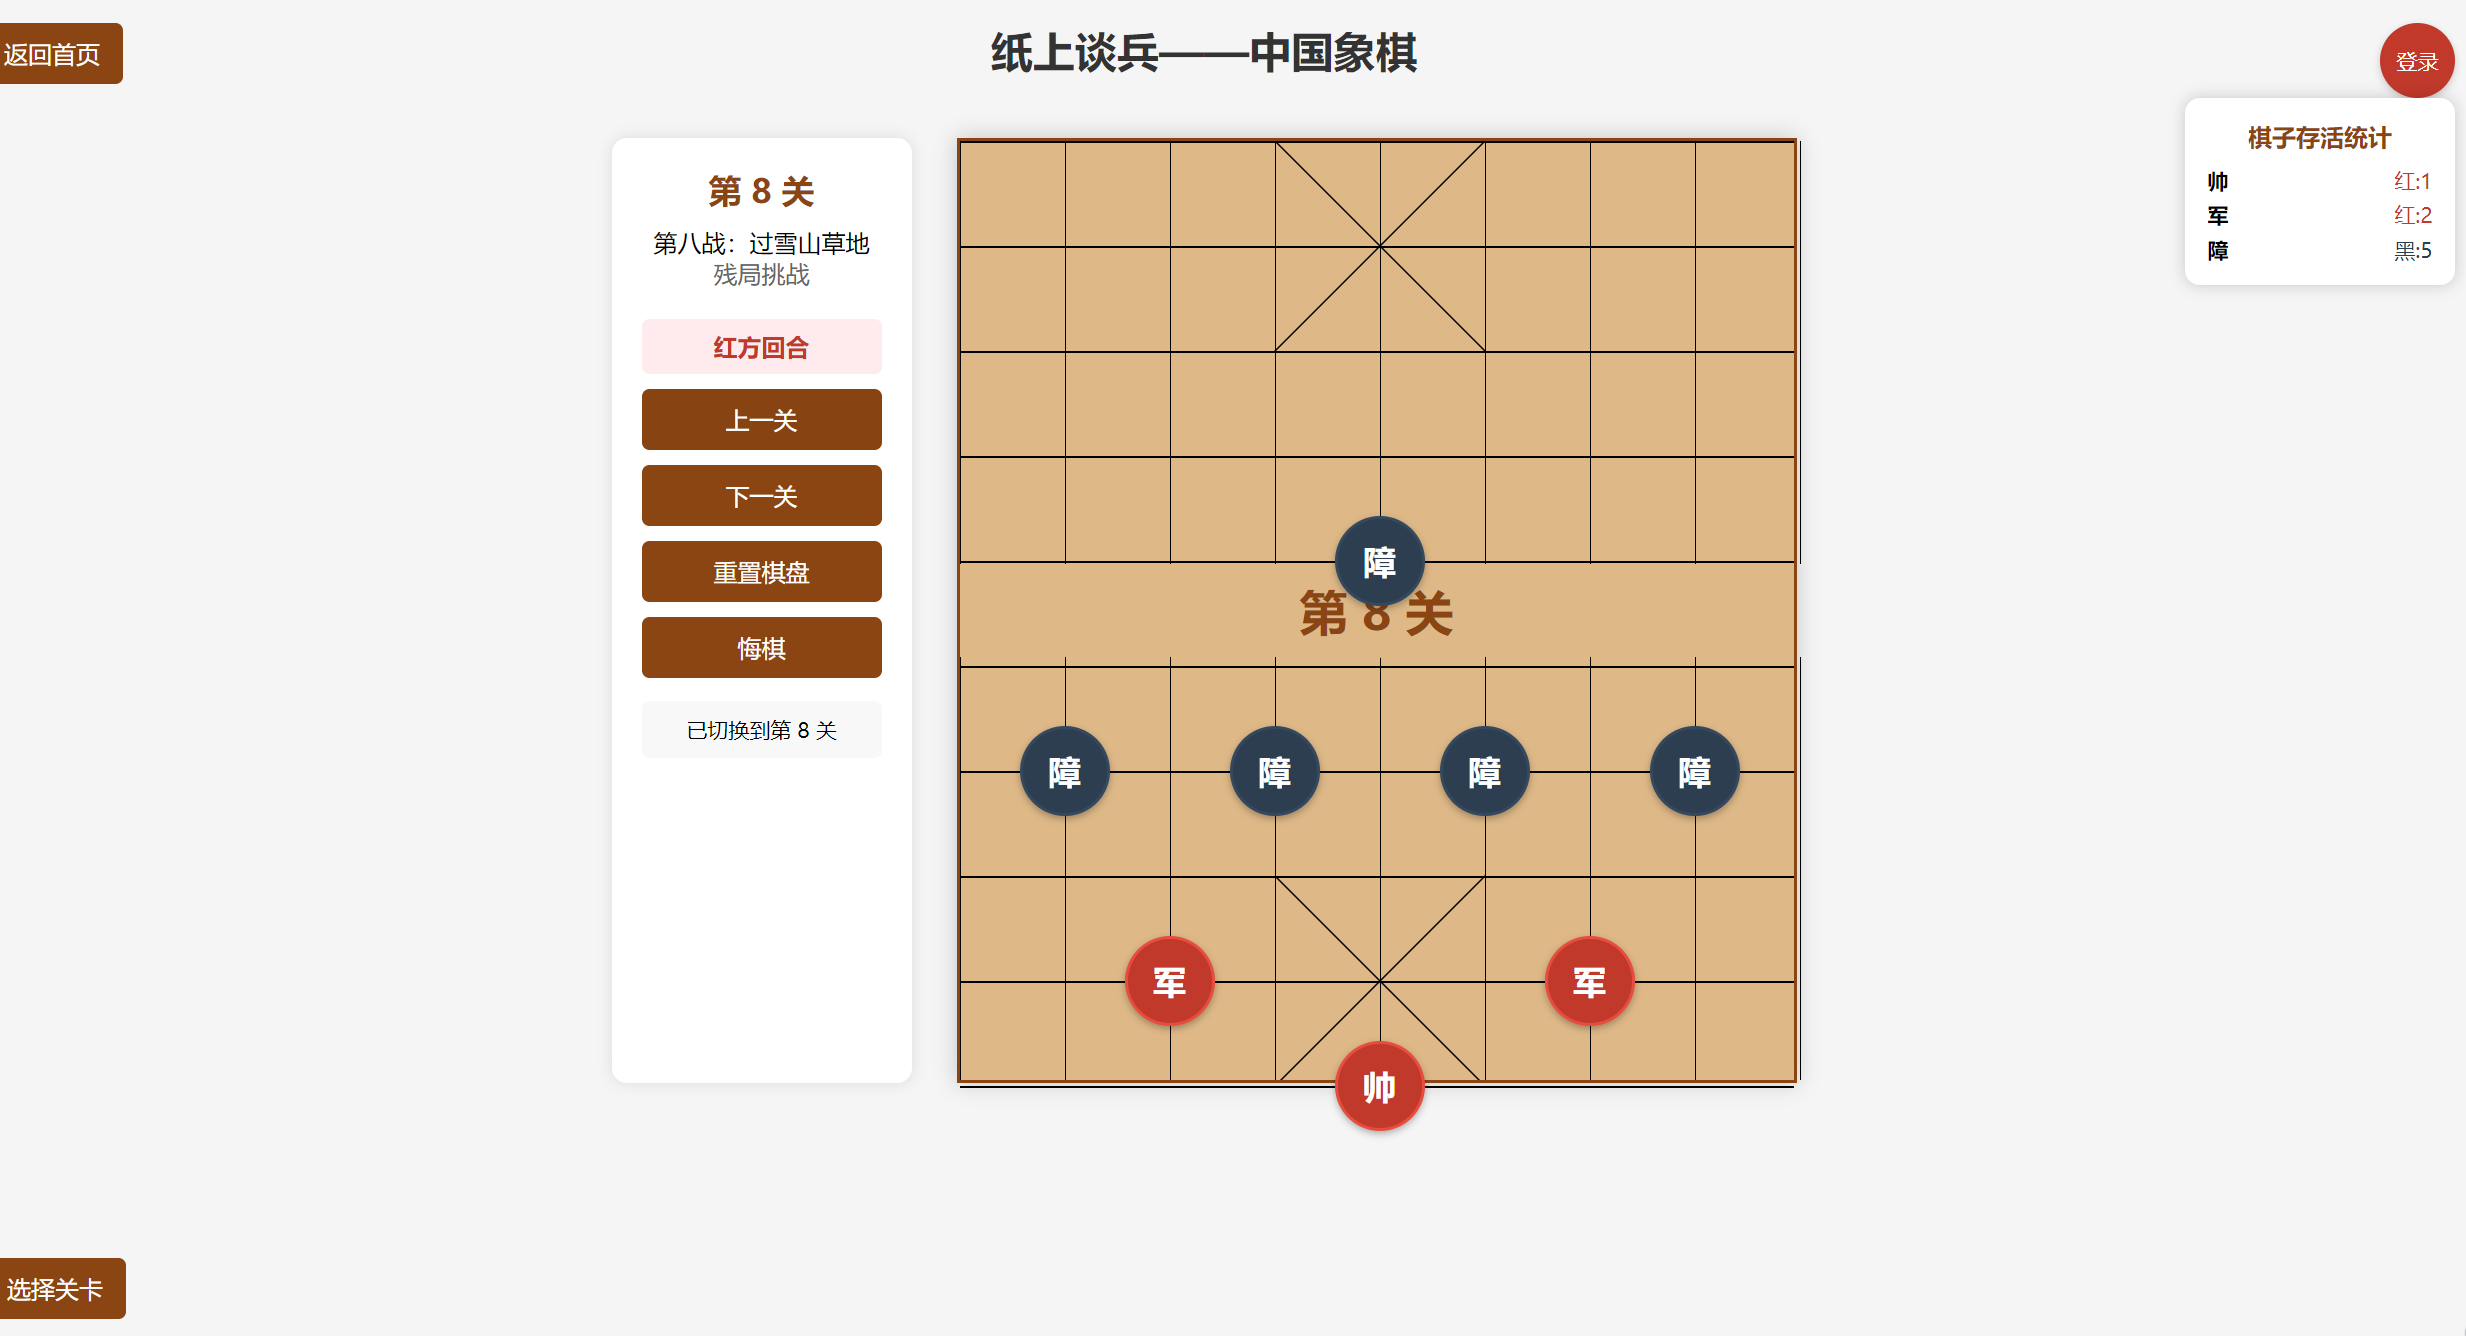 返回首页
纸上谈兵——中国象棋
登录
第 8 关
第八战：过雪山草地
残局挑战
红方回合
上一关
下一关
重置棋盘
悔棋
已切换到第 8 关
障
第 8 关
障 障 障 障
军 军
帅
棋子存活统计
帅 红:1
军 红:2
障 黑:5
选择关卡